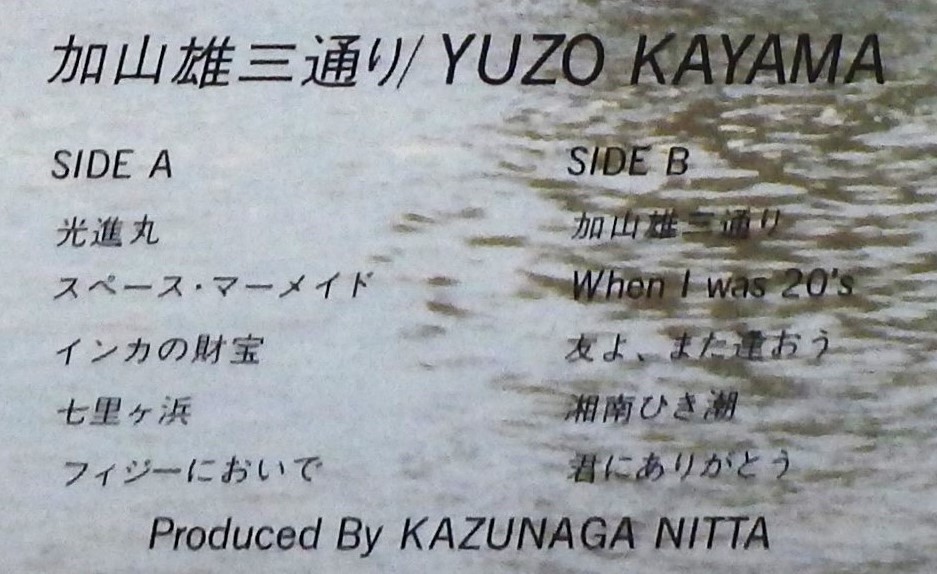 加山雄三通り/YUZO KAYAMA
SIDE A
光進丸
スペース・マーメイド
インカの財宝
七里ヶ浜
フィジーにおいで
SIDE B
加山雄三通り
When I was 20's
友よ、また逢おう
湘南ひき潮
君にありがとう
Produced By KAZUNAGA NITTA